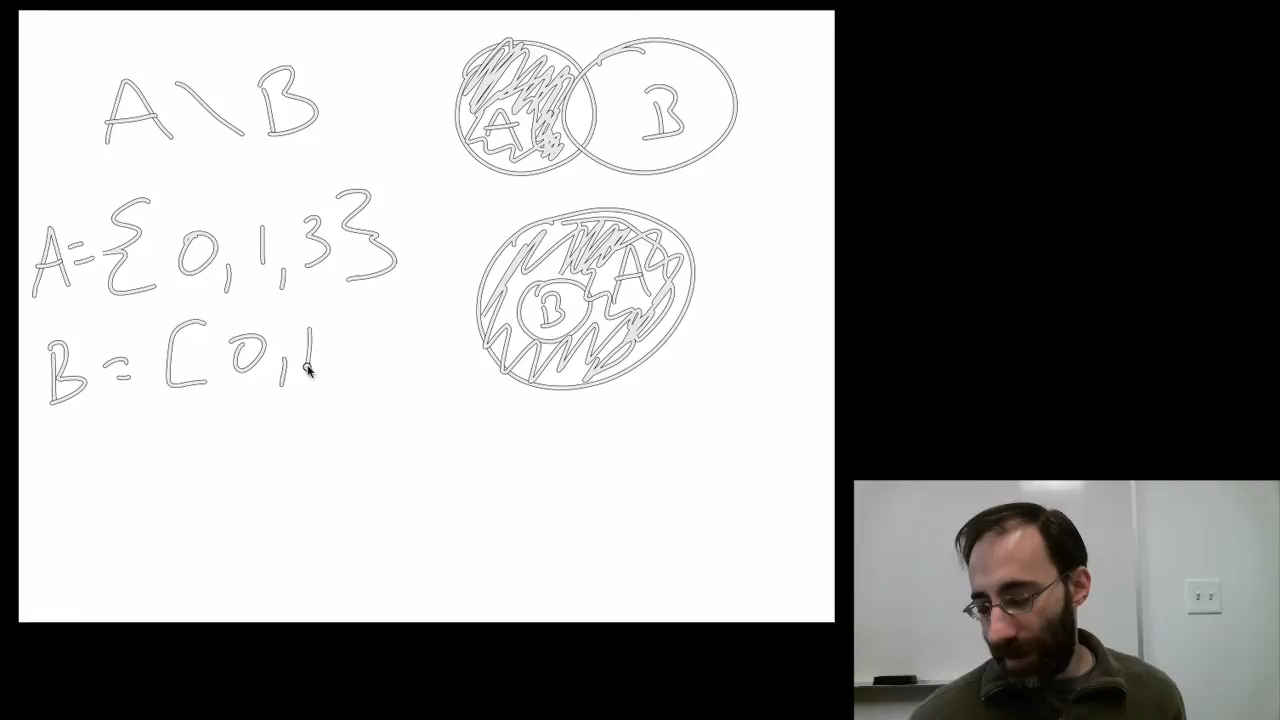 A \ B
A B
A = { 0, 1, 3 }
B A
B = [ 0, 1